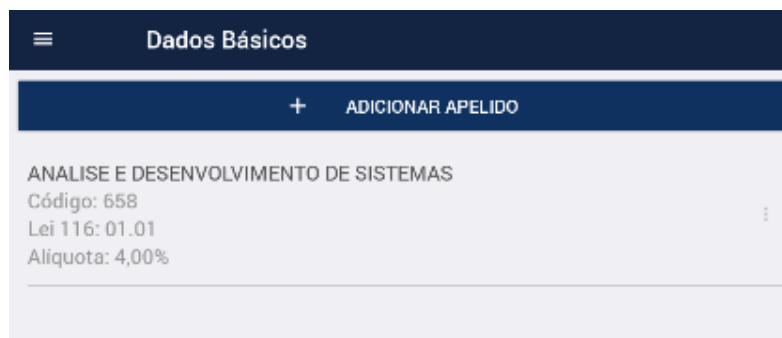 Dados Básicos
+ ADICIONAR APELIDO
ANALISE E DESENVOLVIMENTO DE SISTEMAS
Código: 658
Lei 116: 01.01
Alíquota: 4,00%